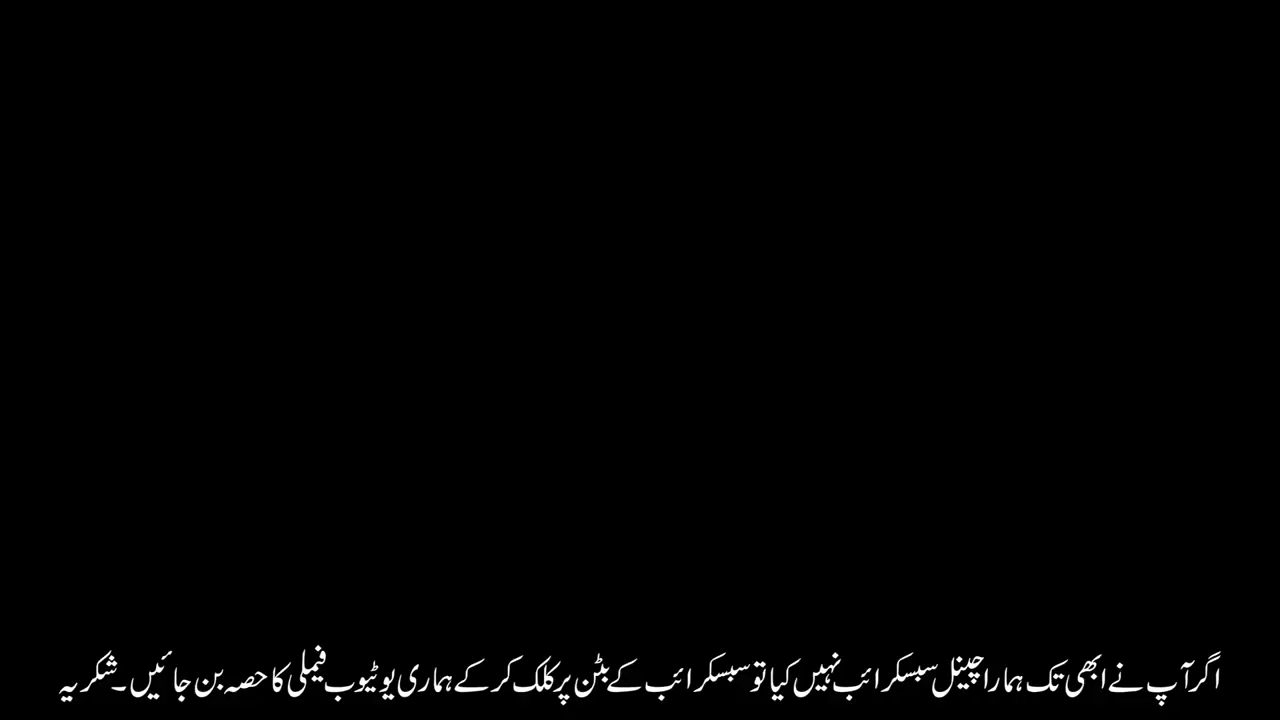 اگر آپ نے ابھی تک ہمارا چینل سبسکرائب نہیں کیا تو سبسکرائب کے بٹن پر کلک کر کے ہماری یوٹیوب فیملی کا حصہ بن جائیں۔ شکریہ